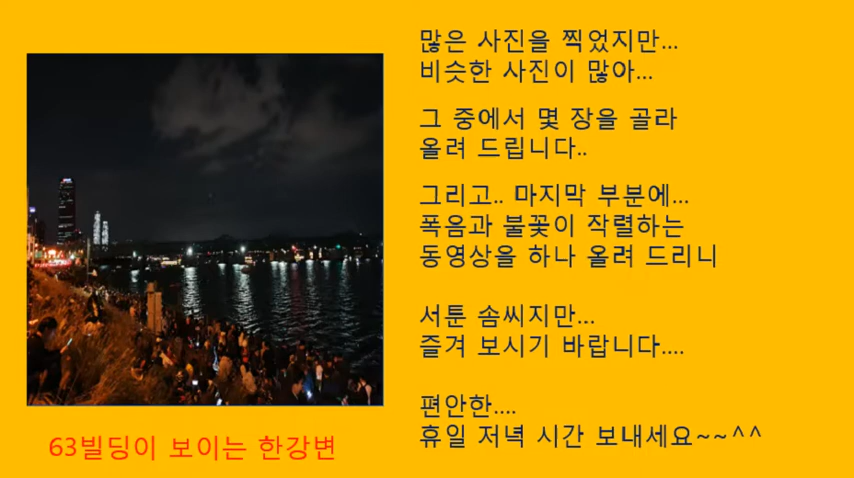 많은 사진을 찍었지만...
비슷한 사진이 많아...
그 중에서 몇 장을 골라
올려 드립니다..
그리고.. 마지막 부분에...
폭음과 불꽃이 작렬하는
동영상을 하나 올려 드리니
서툰 솜씨지만...
즐겨 보시기 바랍니다....
편안한....
휴일 저녁 시간 보내세요~~^^
63빌딩이 보이는 한강변